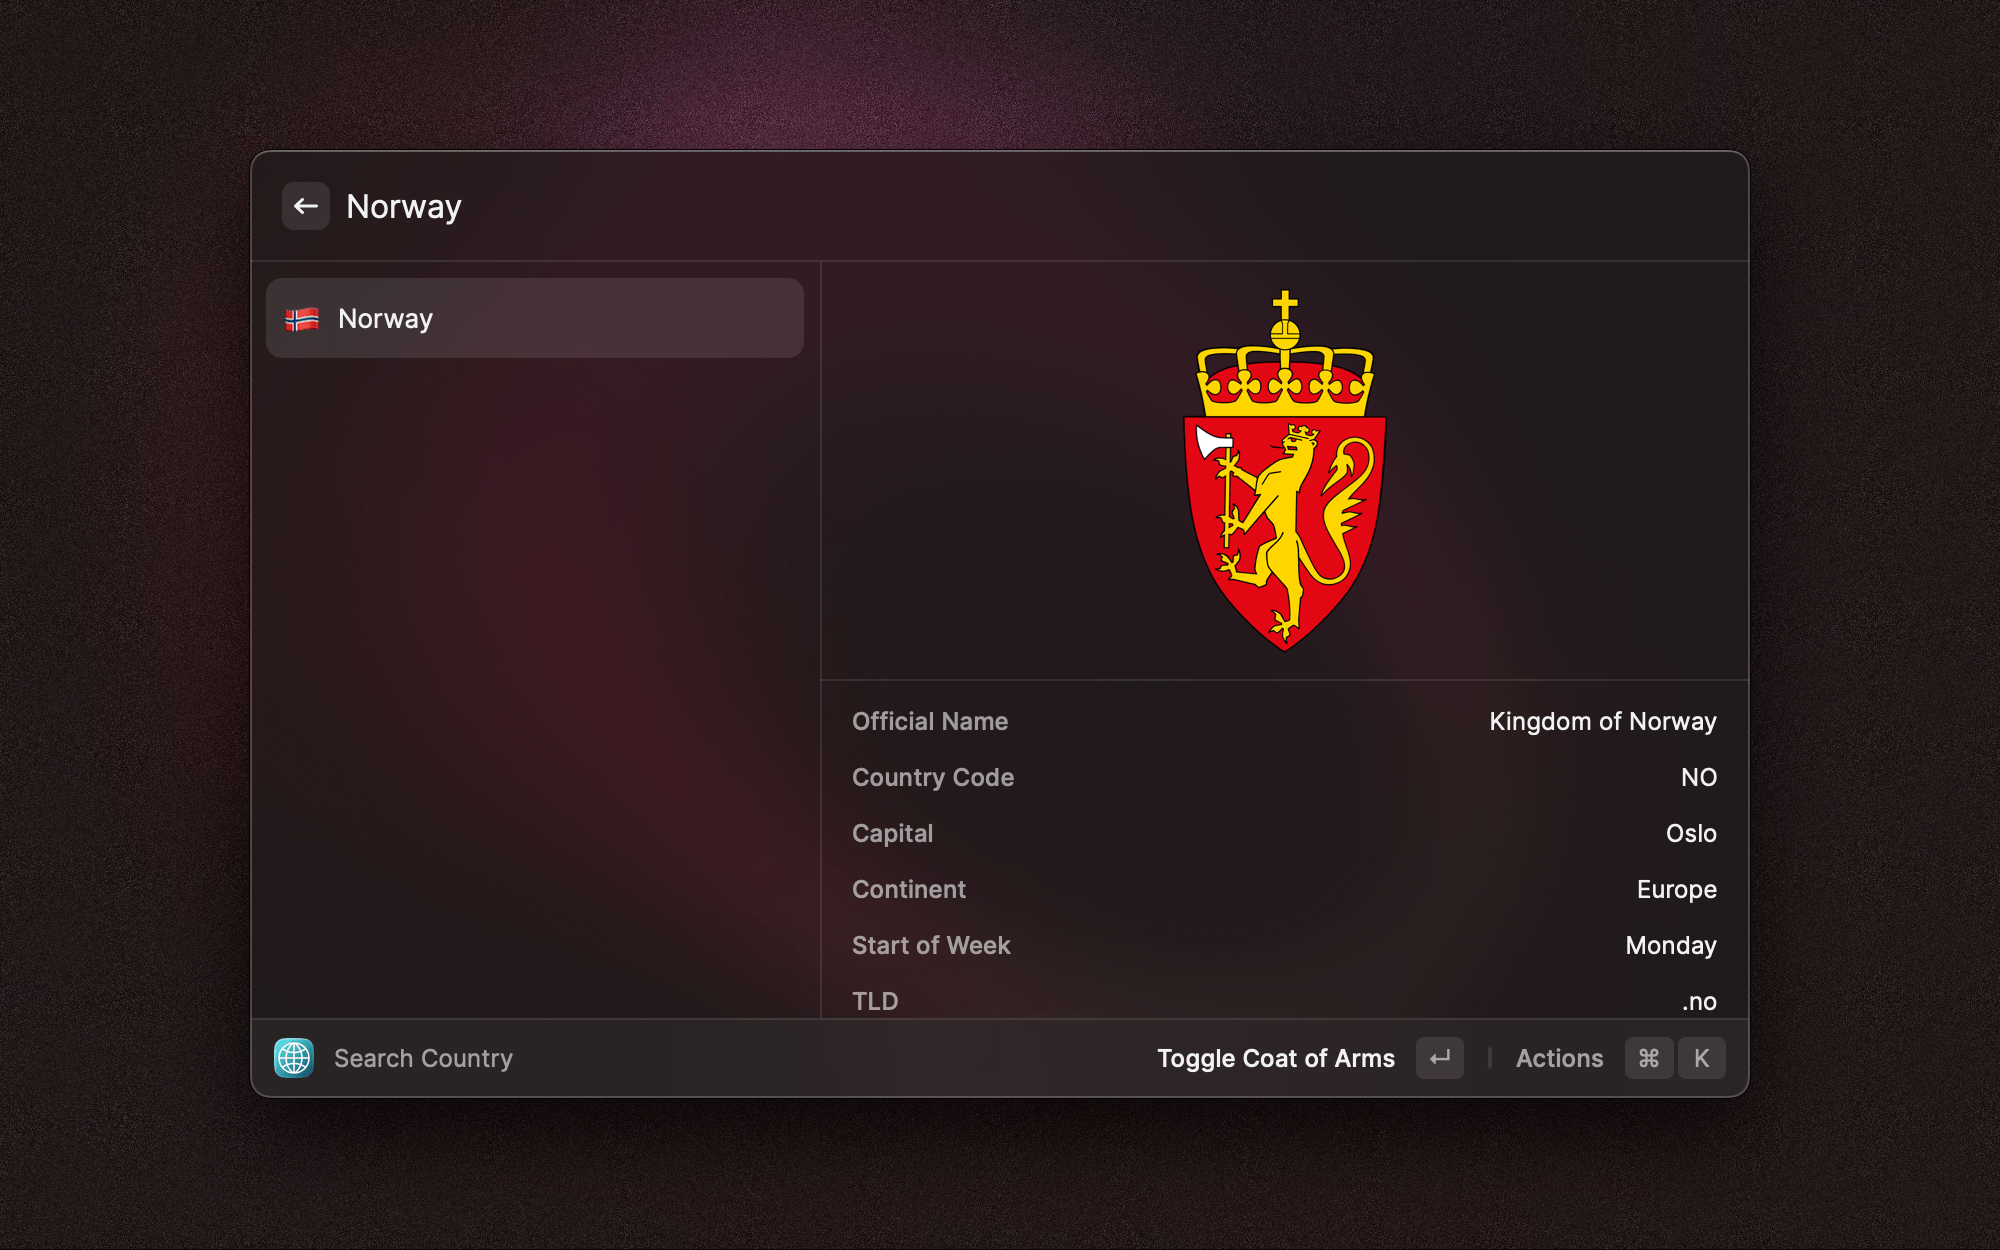 Norway
Norway
Official Name Kingdom of Norway
Country Code NO
Capital Oslo
Continent Europe
Start of Week Monday
TLD .no
Search Country Toggle Coat of Arms ↵ | Actions ⌘ K